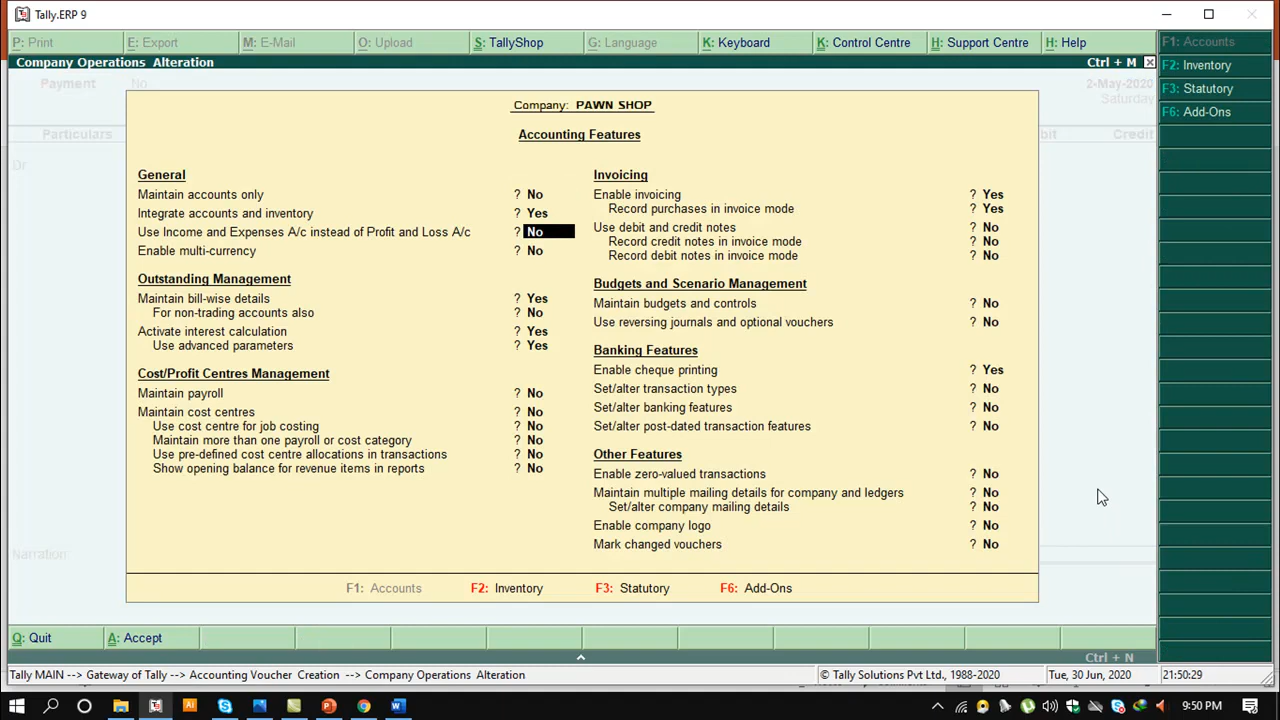 Tally.ERP 9
P: Print E: Export M: E-Mail O: Upload S: TallyShop G: Language K: Keyboard K: Control Centre H: Support Centre H: Help
F1: Accounts
F2: Inventory
F3: Statutory
F6: Add-Ons
Company Operations Alteration Ctrl + M
Payment No 2-May-2020
Saturday
Particulars bit Credit
Dr
Narration
Company: PAWN SHOP
Accounting Features
General
Maintain accounts only ? No
Integrate accounts and inventory ? Yes
Use Income and Expenses A/c instead of Profit and Loss A/c ? No
Enable multi-currency ? No
Outstanding Management
Maintain bill-wise details ? Yes
For non-trading accounts also ? No
Activate interest calculation ? Yes
Use advanced parameters ? Yes
Cost/Profit Centres Management
Maintain payroll ? No
Maintain cost centres ? No
Use cost centre for job costing ? No
Maintain more than one payroll or cost category ? No
Use pre-defined cost centre allocations in transactions ? No
Show opening balance for revenue items in reports ? No
Invoicing
Enable invoicing ? Yes
Record purchases in invoice mode ? Yes
Use debit and credit notes ? No
Record credit notes in invoice mode ? No
Record debit notes in invoice mode ? No
Budgets and Scenario Management
Maintain budgets and controls ? No
Use reversing journals and optional vouchers ? No
Banking Features
Enable cheque printing ? Yes
Set/alter transaction types ? No
Set/alter banking features ? No
Set/alter post-dated transaction features ? No
Other Features
Enable zero-valued transactions ? No
Maintain multiple mailing details for company and ledgers ? No
Set/alter company mailing details ? No
Enable company logo ? No
Mark changed vouchers ? No
F1: Accounts F2: Inventory F3: Statutory F6: Add-Ons
Q: Quit A: Accept
Ctrl + N
Tally MAIN --> Gateway of Tally --> Accounting Voucher Creation --> Company Operations Alteration © Tally Solutions Pvt Ltd., 1988-2020 Tue, 30 Jun, 2020 21:50:29
9:50 PM